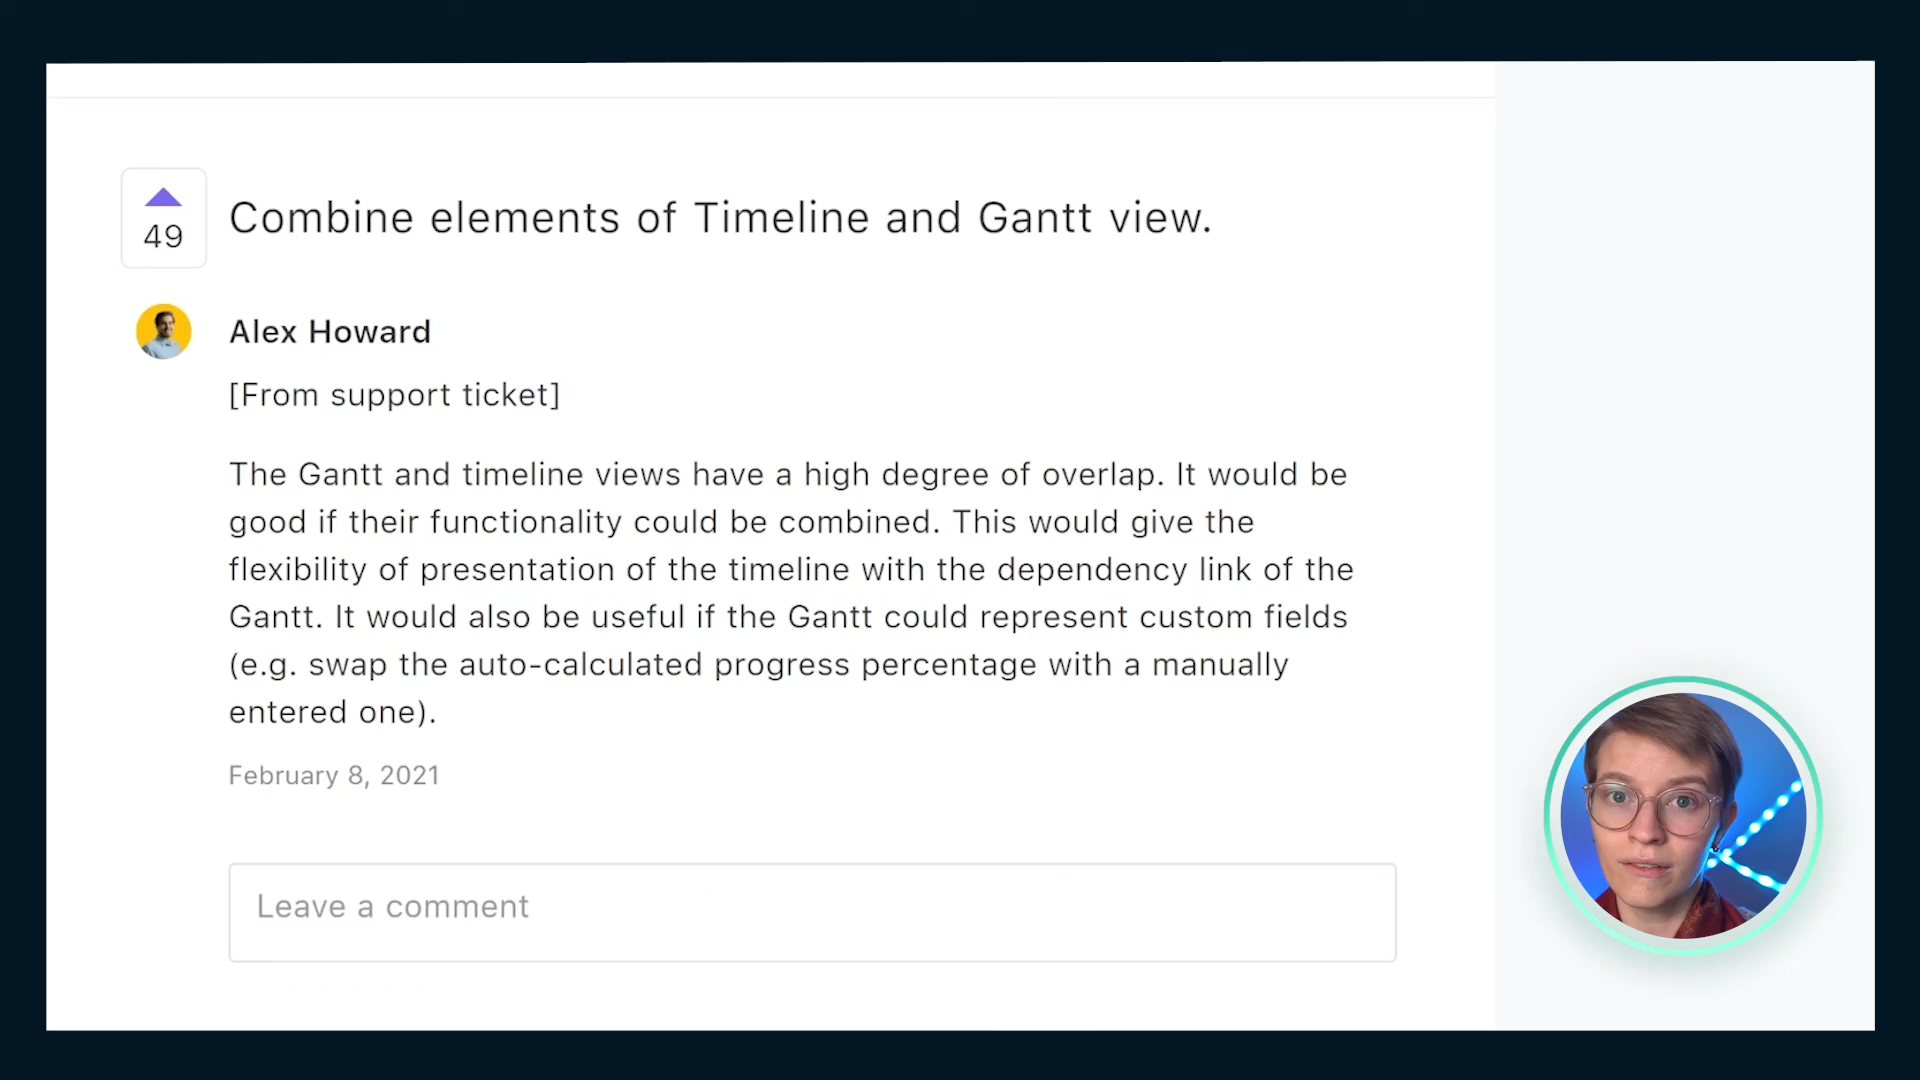 49
Combine elements of Timeline and Gantt view.
Alex Howard
[From support ticket]
The Gantt and timeline views have a high degree of overlap. It would be
good if their functionality could be combined. This would give the
flexibility of presentation of the timeline with the dependency link of the
Gantt. It would also be useful if the Gantt could represent custom fields
(e.g. swap the auto-calculated progress percentage with a manually
entered one).
February 8, 2021
Leave a comment